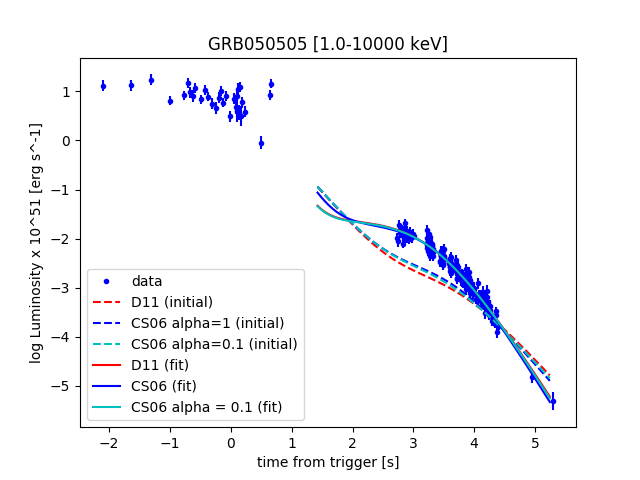 GRB050505 [1.0-10000 keV]
log Luminosity x 10^51 [erg s^-1]
1
0
−1
−2
−3
−4
−5
data
D11 (initial)
CS06 alpha=1 (initial)
CS06 alpha=0.1 (initial)
D11 (fit)
CS06 (fit)
CS06 alpha = 0.1 (fit)
−2
−1
0
1
2
3
4
5
time from trigger [s]